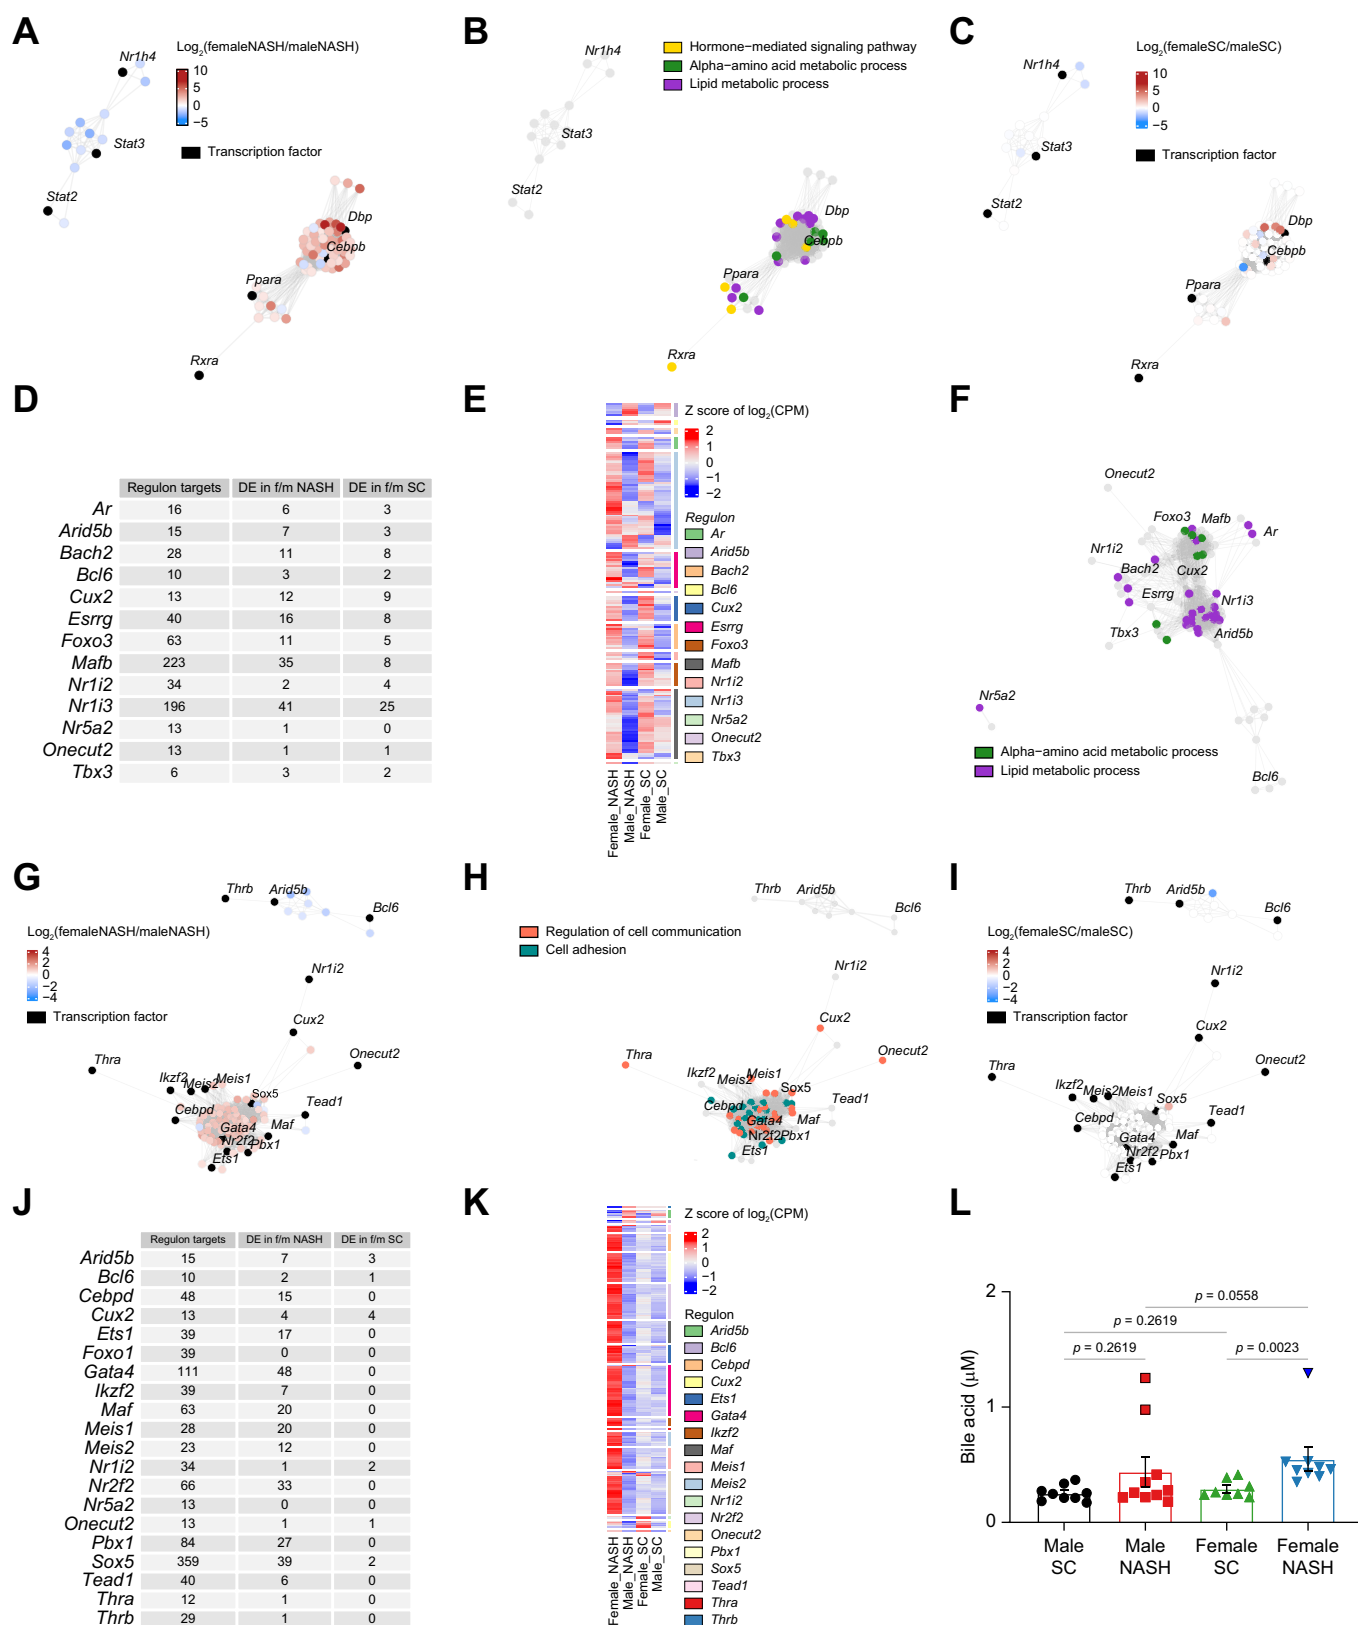 A
Nr1h4
Log2(femaleNASH/maleNASH)
10
5
0
−5
Stat3
Transcription factor
Stat2
Dbp
Cebpb
Ppara
Rxra
B
Nr1h4
Hormone-mediated signaling pathway
Alpha-amino acid metabolic process
Lipid metabolic process
Stat3
Stat2
Dbp
Cebpb
Ppara
Rxra
C
Nr1h4
Log2(femaleSC/maleSC)
10
5
0
−5
Stat3
Transcription factor
Stat2
Dbp
Cebpb
Ppara
Rxra
D
Regulon targets DE in f/m NASH DE in f/m SC
Ar 16 6 3
Arid5b 15 7 3
Bach2 28 11 8
Bcl6 10 3 2
Cux2 13 12 9
Esrrg 40 16 8
Foxo3 63 11 5
Mafb 223 35 8
Nr1i2 34 2 4
Nr1i3 196 41 25
Nr5a2 13 1 0
Onecut2 13 1 1
Tbx3 6 3 2
E
Z score of log2(CPM)
2
1
0
−1
−2
Regulon
Ar
Arid5b
Bach2
Bcl6
Cux2
Esrrg
Foxo3
Mafb
Nr1i2
Nr1i3
Nr5a2
Onecut2
Tbx3
Female_NASH
Male_NASH
Female_SC
Male_SC
F
Onecut2
Foxo3 Mafb
Ar
Nr1i2
Bach2
Cux2
Esrrg
Nr1i3
Tbx3
Arid5b
Nr5a2
Alpha-amino acid metabolic process
Lipid metabolic process
Bcl6
G
Thrb
Arid5b
Bcl6
Log2(femaleNASH/maleNASH)
4
2
0
−2
−4
Nr1i2
Transcription factor
Cux2
Thra
Onecut2
Ikzf2
Meis2
Meis1
Sox5
Cebpd
Tead1
Gata4
Maf
Nr2f2
Pbx1
Ets1
H
Thrb
Arid5b
Bcl6
Regulation of cell communication
Cell adhesion
Nr1i2
Cux2
Thra
Onecut2
Ikzf2
Meis2
Meis1
Sox5
Cebpd
Tead1
Gata4
Maf
Nr2f2
Pbx1
Ets1
I
Thrb
Arid5b
Bcl6
Log2(femaleSC/maleSC)
4
2
0
−2
−4
Nr1i2
Transcription factor
Cux2
Thra
Onecut2
Ikzf2
Meis2
Meis1
Sox5
Cebpd
Tead1
Gata4
Maf
Nr2f2
Pbx1
Ets1
J
Regulon targets DE in f/m NASH DE in f/m SC
Arid5b 15 7 3
Bcl6 10 2 1
Cebpd 48 15 0
Cux2 13 4 4
Ets1 39 17 0
Foxo1 39 0 0
Gata4 111 48 0
Ikzf2 39 7 0
Maf 63 20 0
Meis1 28 20 0
Meis2 23 12 0
Nr1i2 34 1 2
Nr2f2 66 33 0
Nr5a2 13 0 0
Onecut2 13 1 1
Pbx1 84 27 0
Sox5 359 39 2
Tead1 40 6 0
Thra 12 1 0
Thrb 29 1 0
K
Z score of log2(CPM)
2
1
0
−1
−2
Regulon
Arid5b
Bcl6
Cebpd
Cux2
Ets1
Gata4
Ikzf2
Maf
Meis1
Meis2
Nr1i2
Nr2f2
Onecut2
Pbx1
Sox5
Tead1
Thra
Thrb
Female_NASH
Male_NASH
Female_SC
Male_SC
L
Bile acid (μM)
2
1
0
p = 0.0558
p = 0.2619
p = 0.2619
p = 0.0023
Male SC
Male NASH
Female SC
Female NASH